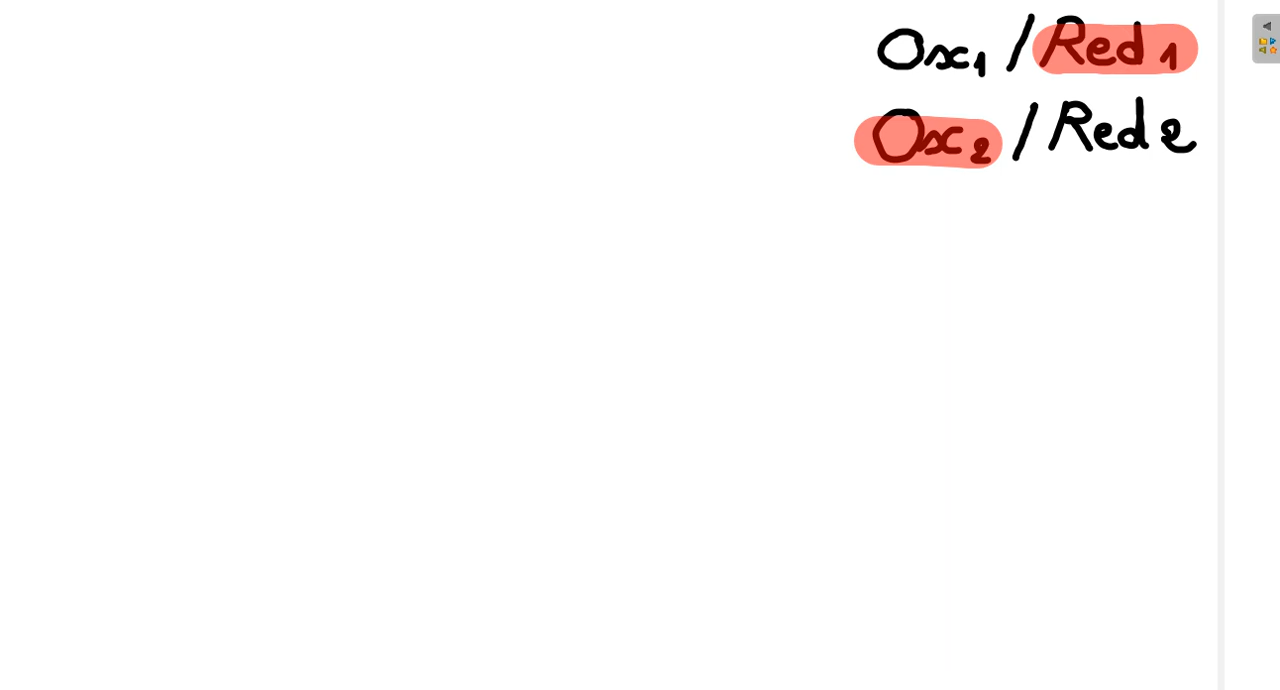 Ox₁ / Red₁
Ox₂ / Red₂